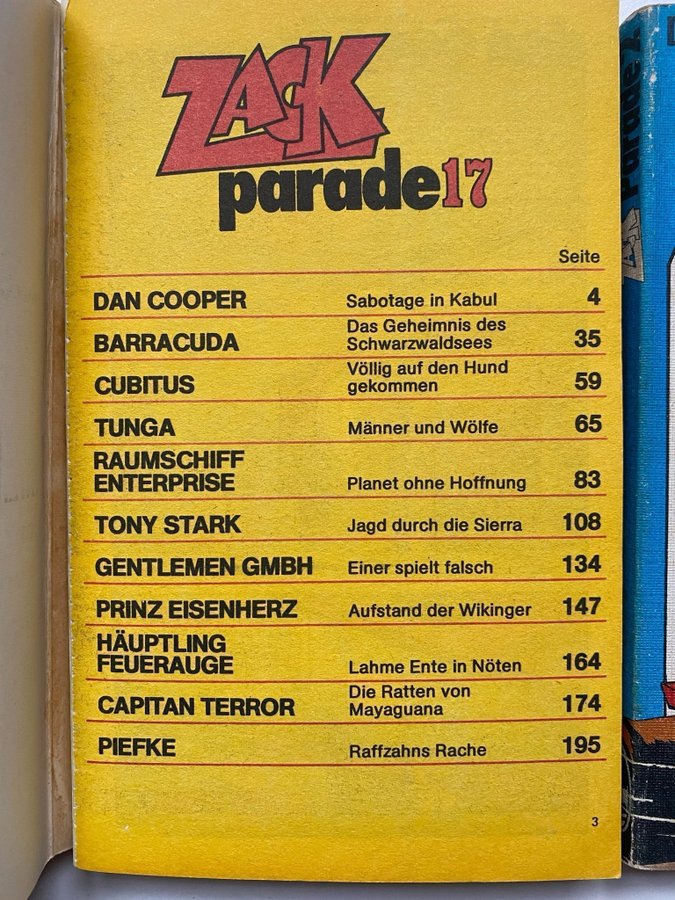 ZACK
parade17
Seite
DAN COOPER Sabotage in Kabul 4
BARRACUDA Das Geheimnis des
Schwarzwaldsees 35
CUBITUS Völlig auf den Hund
gekommen 59
TUNGA Männer und Wölfe 65
RAUMSCHIFF
ENTERPRISE Planet ohne Hoffnung 83
TONY STARK Jagd durch die Sierra 108
GENTLEMEN GMBH Einer spielt falsch 134
PRINZ EISENHERZ Aufstand der Wikinger 147
HÄUPTLING
FEUERAUGE Lahme Ente in Nöten 164
CAPITAN TERROR Die Ratten von
Mayaguana 174
PIEFKE Raffzahns Rache 195
3
ZACK Parade